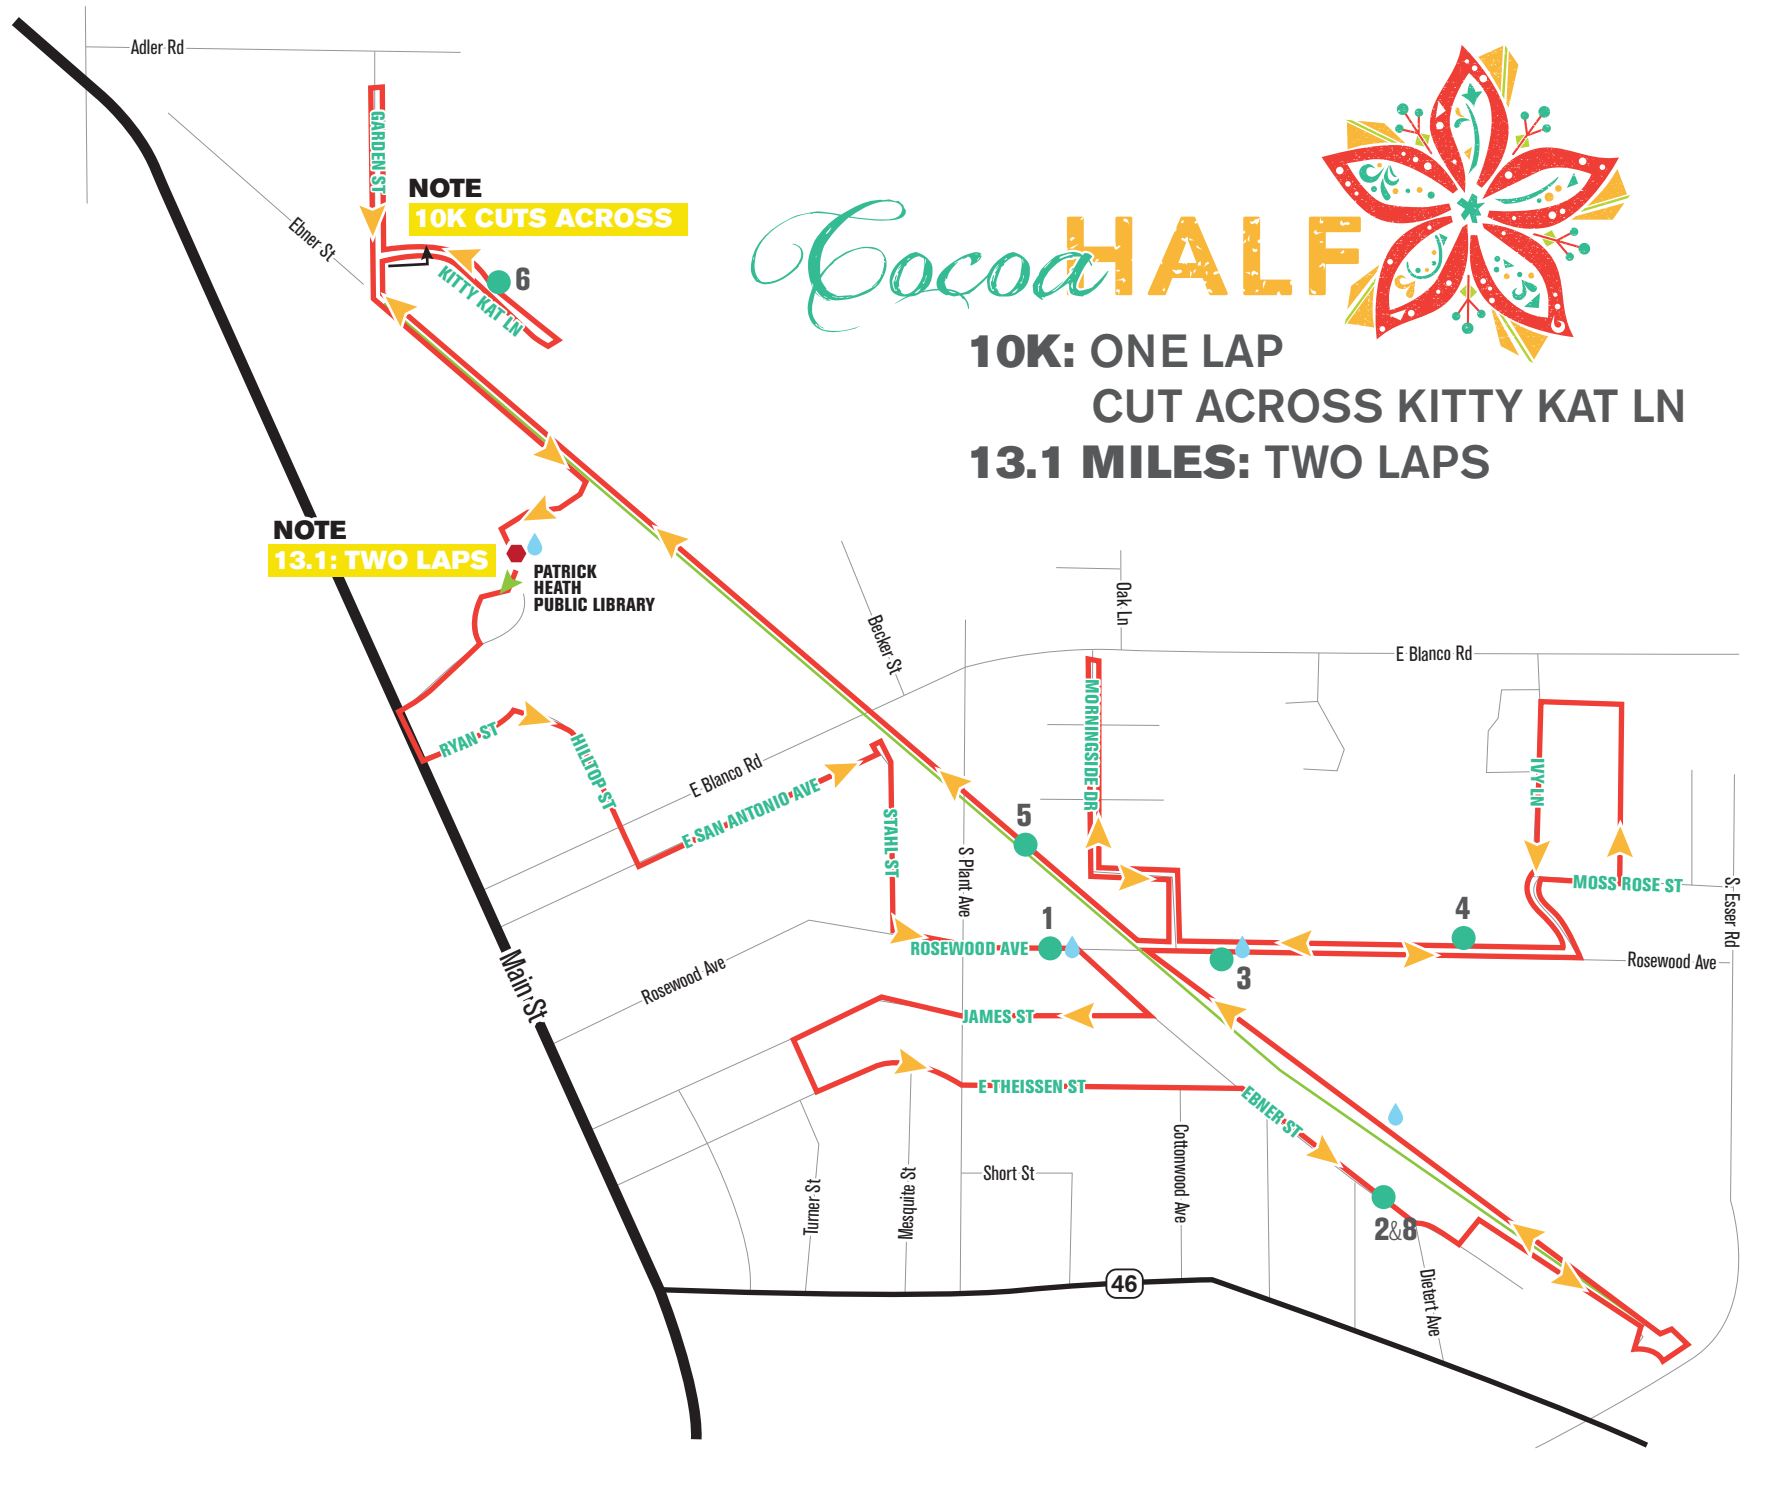 Adler Rd
GARDEN ST
NOTE
10K CUTS ACROSS
Ebner St
KITTY KAT LN
6
Cocoa HALF
10K: ONE LAP
CUT ACROSS KITTY KAT LN
13.1 MILES: TWO LAPS
NOTE
13.1: TWO LAPS
PATRICK
HEATH
PUBLIC LIBRARY
Oak Ln
Becker St
E Blanco Rd
MORNINGSIDE DR
RYAN ST
HILLTOP ST
E Blanco Rd
E SAN ANTONIO AVE
STAHL ST
S Plant Ave
5
IVY LN
MOSS ROSE ST
S. Esser Rd
1
4
ROSEWOOD AVE
3
Rosewood Ave
Rosewood Ave
Main St
JAMES ST
E THEISSEN ST
EBNER ST
Short St
Cottonwood Ave
Turner St
Mesquite St
2&8
Dietert Ave
46